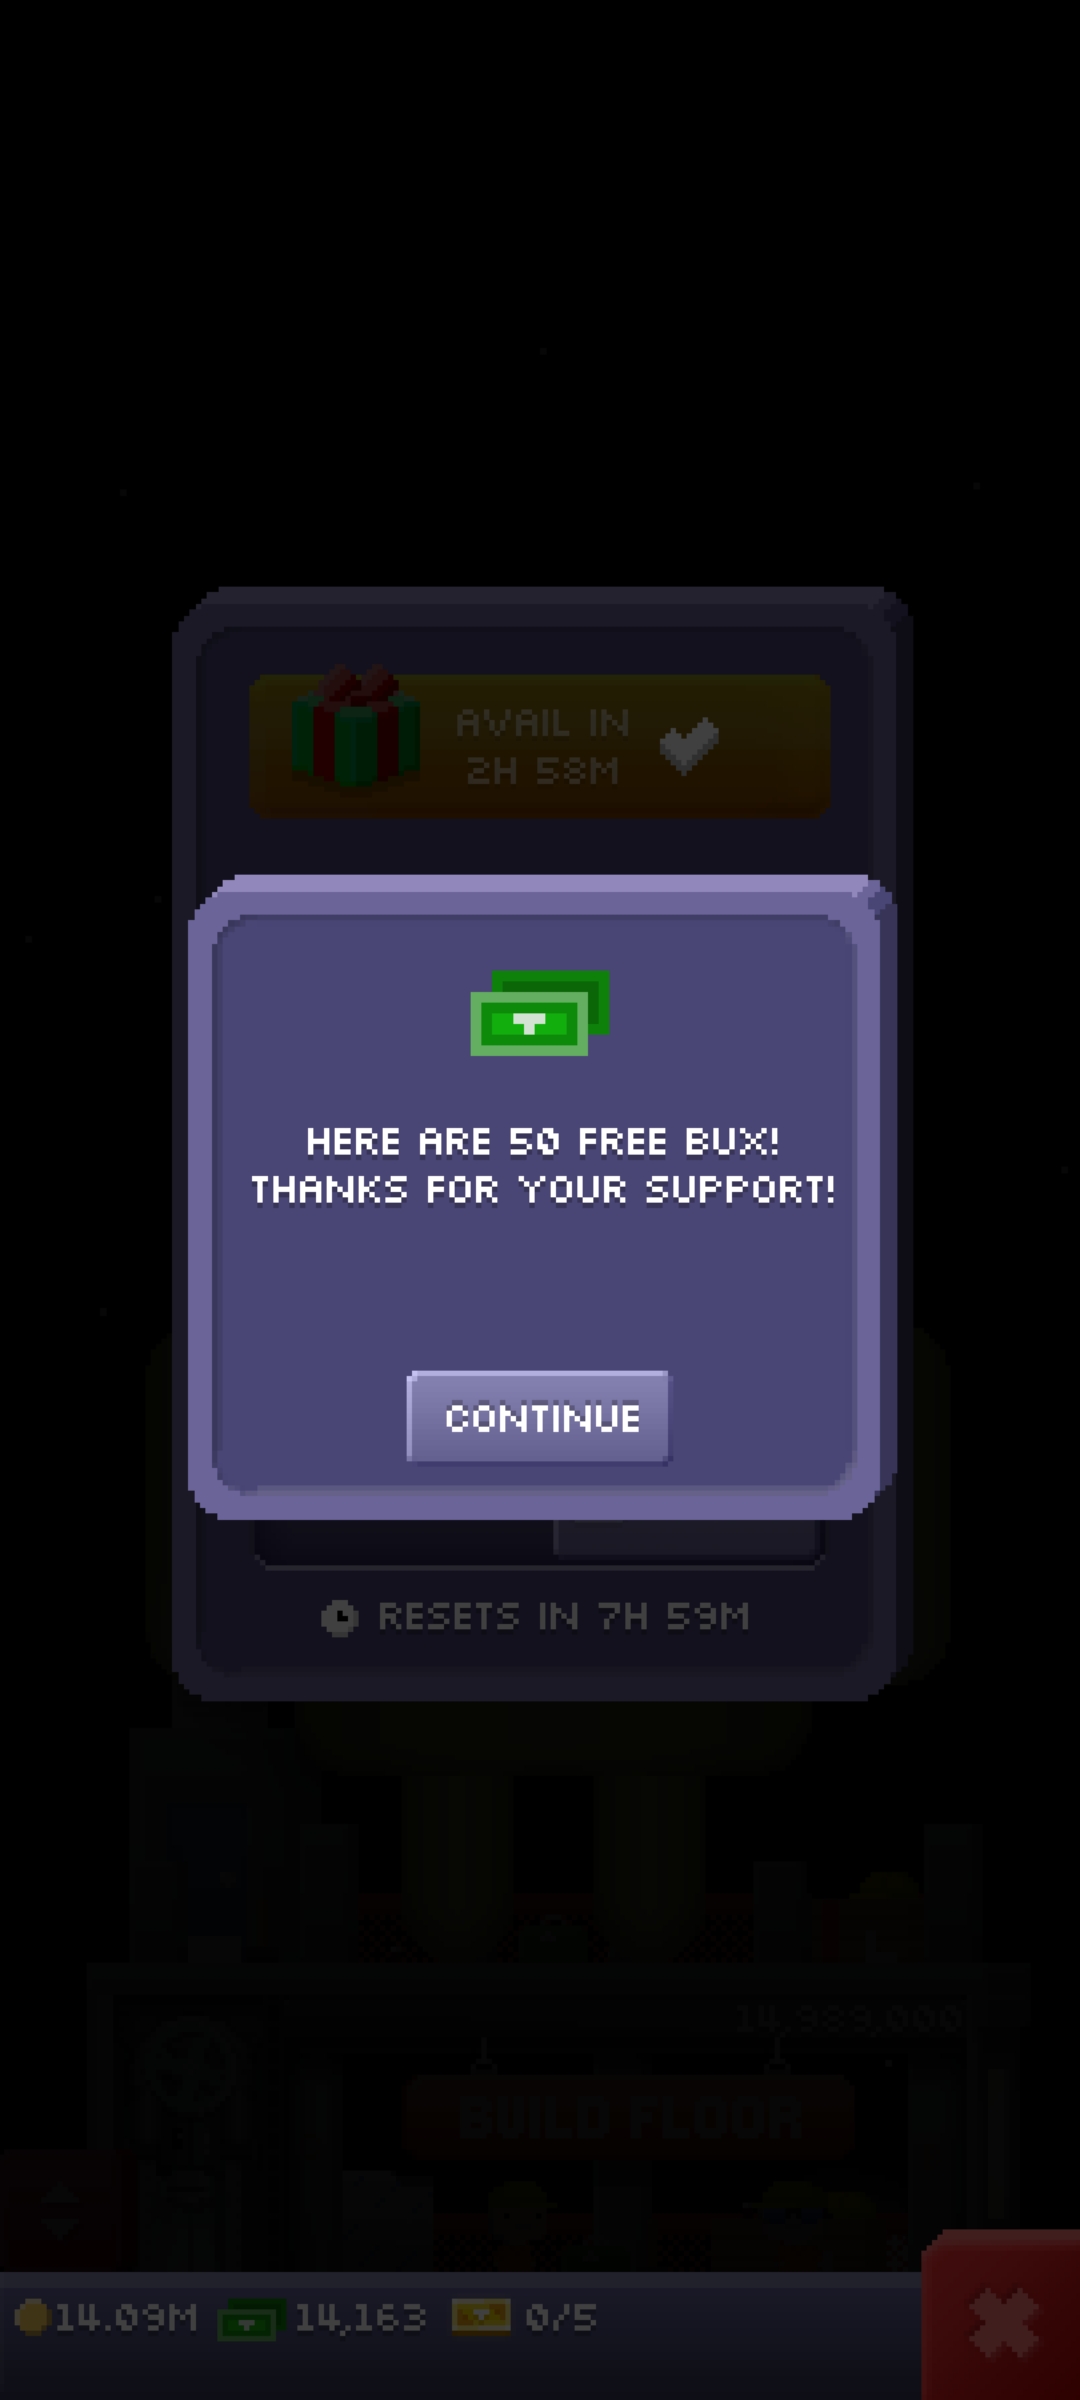 AVAIL IN
2H 58M
HERE ARE 50 FREE BUX!
THANKS FOR YOUR SUPPORT!
CONTINUE
RESETS IN 7H 59M
14,989,000
BUILD FLOOR
14.09M 14,163 0/5